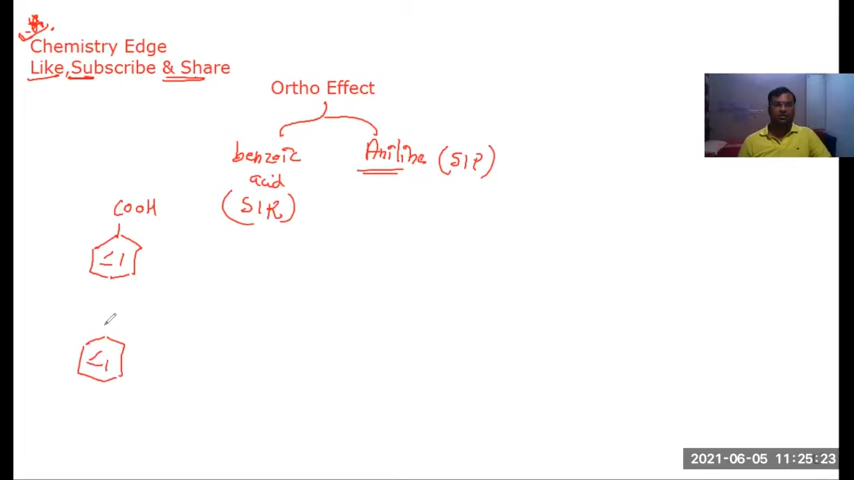 Chemistry Edge
Like,Subscribe & Share
Ortho Effect
benzoic
acid
(SIR)
Aniline (SIP)
COOH
2021-06-05 11:25:23